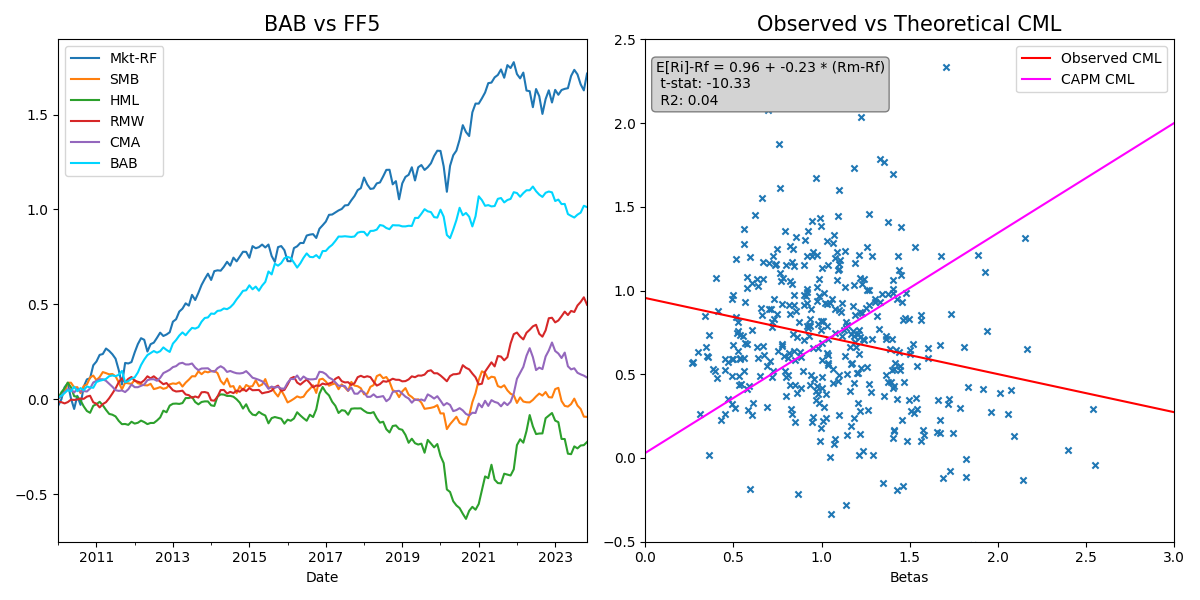 BAB vs FF5
Mkt-RF
SMB
HML
RMW
CMA
BAB
1.5
1.0
0.5
0.0
−0.5
2011
2013
2015
2017
2019
2021
2023
Date
Observed vs Theoretical CML
E[Ri]-Rf = 0.96 + -0.23 * (Rm-Rf)
t-stat: -10.33
R2: 0.04
Observed CML
CAPM CML
2.5
2.0
1.5
1.0
0.5
0.0
−0.5
0.0
0.5
1.0
1.5
2.0
2.5
3.0
Betas